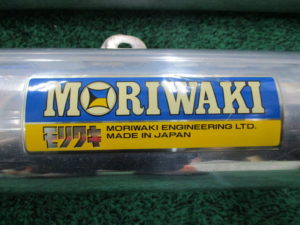 MORIWAKI
モリワキ
MORIWAKI ENGINEERING LTD.
MADE IN JAPAN